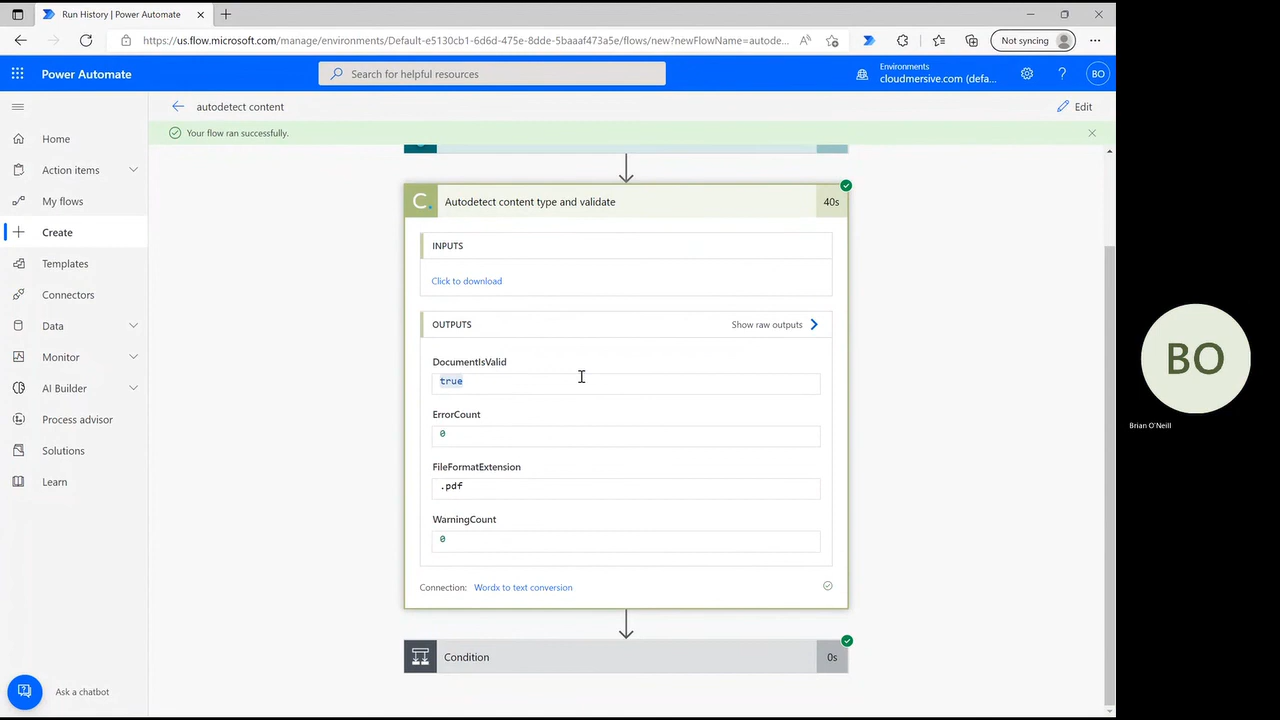 Run History | Power Automate
https://us.flow.microsoft.com/manage/environments/Default-e5130cb1-6d6d-475e-8dde-5baaaf473a5e/flows/new?newFlowName=autode...
Not syncing
Power Automate
Search for helpful resources
Environments
cloudmersive.com (defa...
BO
autodetect content
Edit
Your flow ran successfully.
Home
Action items
My flows
Create
Templates
Connectors
Data
Monitor
AI Builder
Process advisor
Solutions
Learn
Ask a chatbot
C.
Autodetect content type and validate
40s
INPUTS
Click to download
OUTPUTS
Show raw outputs
DocumentIsValid
true
ErrorCount
0
FileFormatExtension
.pdf
WarningCount
0
Connection: Wordx to text conversion
Condition
0s
BO
Brian O'Neill